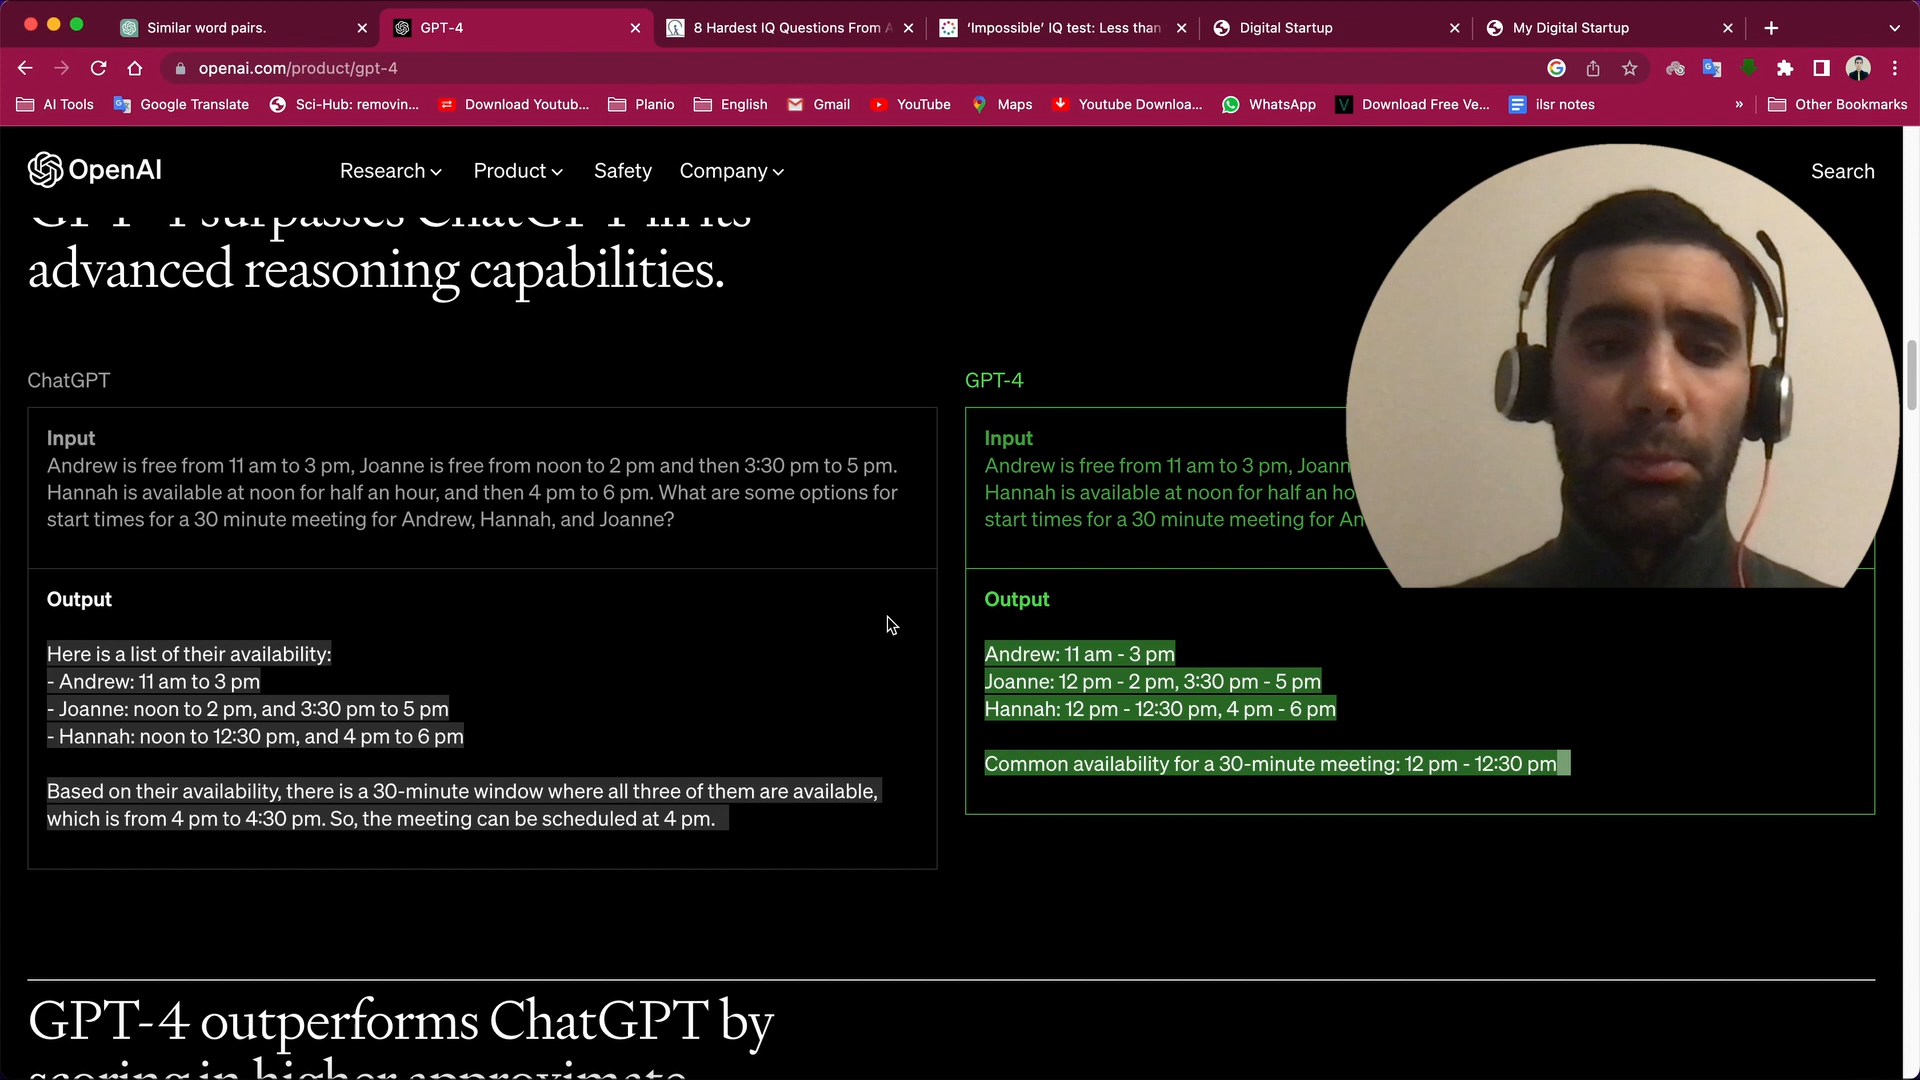 Similar word pairs.
GPT-4
8 Hardest IQ Questions From A
‘Impossible’ IQ test: Less than
Digital Startup
My Digital Startup
openai.com/product/gpt-4
AI Tools
Google Translate
Sci-Hub: removin...
Download Youtub...
Planio
English
Gmail
YouTube
Maps
Youtube Downloa...
WhatsApp
Download Free Ve...
ilsr notes
»
Other Bookmarks
OpenAI
Research
Product
Safety
Company
Search
GPT-4 surpasses ChatGPT in its
advanced reasoning capabilities.
ChatGPT
Input
Andrew is free from 11 am to 3 pm, Joanne is free from noon to 2 pm and then 3:30 pm to 5 pm.
Hannah is available at noon for half an hour, and then 4 pm to 6 pm. What are some options for
start times for a 30 minute meeting for Andrew, Hannah, and Joanne?
Output
Here is a list of their availability:
- Andrew: 11 am to 3 pm
- Joanne: noon to 2 pm, and 3:30 pm to 5 pm
- Hannah: noon to 12:30 pm, and 4 pm to 6 pm
Based on their availability, there is a 30-minute window where all three of them are available,
which is from 4 pm to 4:30 pm. So, the meeting can be scheduled at 4 pm.
GPT-4
Input
Andrew is free from 11 am to 3 pm, Joann
Hannah is available at noon for half an ho
start times for a 30 minute meeting for An
Output
Andrew: 11 am - 3 pm
Joanne: 12 pm - 2 pm, 3:30 pm - 5 pm
Hannah: 12 pm - 12:30 pm, 4 pm - 6 pm
Common availability for a 30-minute meeting: 12 pm - 12:30 pm
GPT-4 outperforms ChatGPT by
scoring in higher approximate